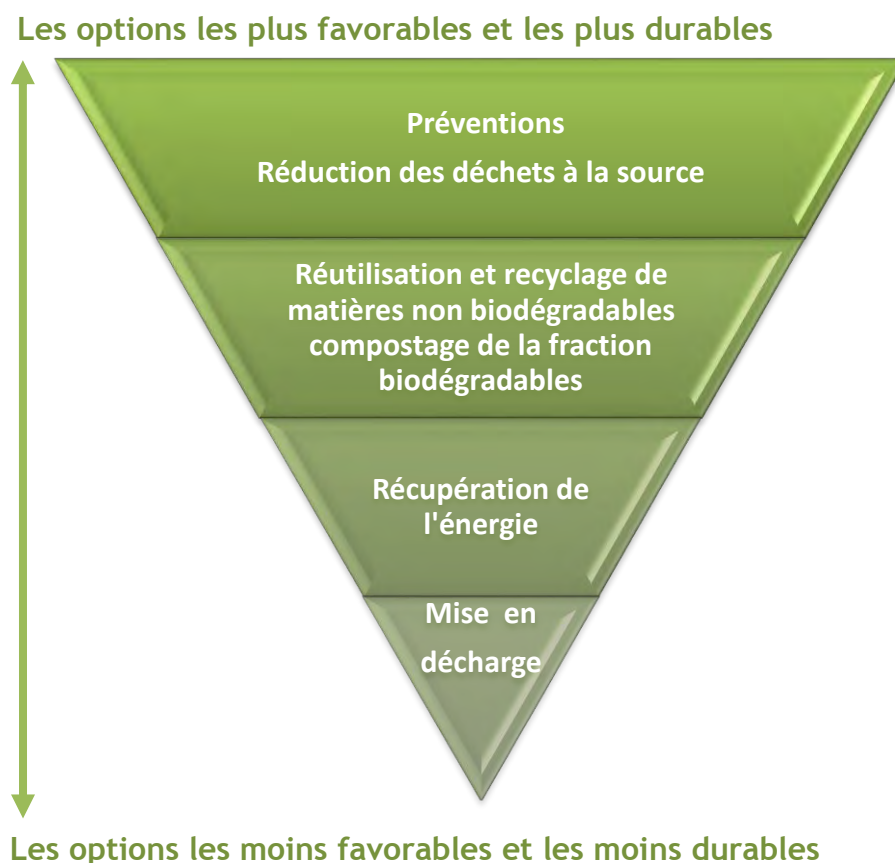 Les options les plus favorables et les plus durables
Préventions
Réduction des déchets à la source
Réutilisation et recyclage de
matières non biodégradables
compostage de la fraction
biodégradables
Récupération de
l'énergie
Mise en
décharge
Les options les moins favorables et les moins durables